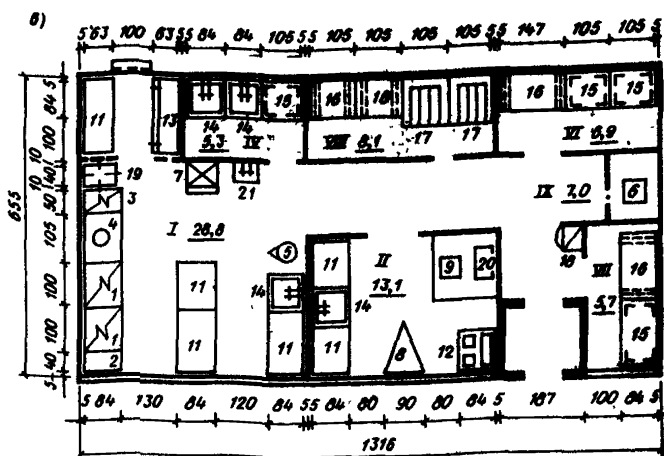 в)
5 63 100 63 55 84 84 105 55 105 105 105 105 55 147 105 105 5
655
5 84 100 10 40 10 50 105 100 100 40 5
11 13 14 14 15 16 16 17 17 16 15 15
5,3 IV VIII 8,1 VI 6,9
19 7 21 IX 7,0 6
3
4 I 28,8 5 18
11 II 9 20 VII 16
1 11 14 13,1 5,7
14
1 11 11 11 8 12 15
2
5 84 130 84 120 84 55 84 80 90 80 84 5 187 100 84 5
1316